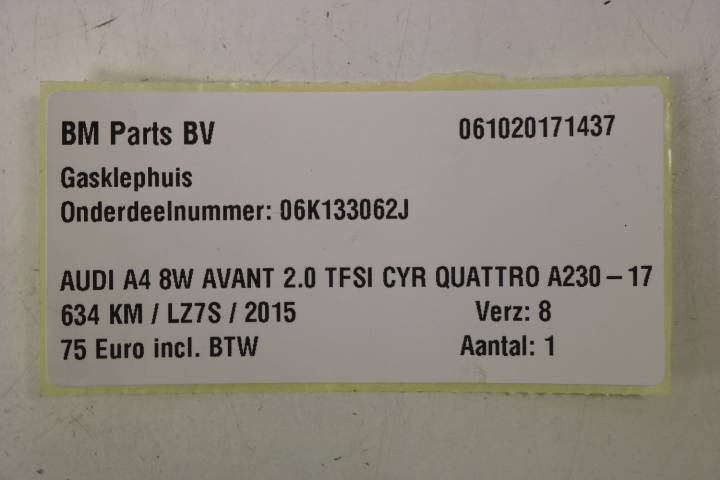 BM Parts BV 061020171437
Gasklephuis
Onderdeelnummer: 06K133062J
AUDI A4 8W AVANT 2.0 TFSI CYR QUATTRO A230-17
634 KM / LZ7S / 2015 Verz: 8
75 Euro incl. BTW Aantal: 1